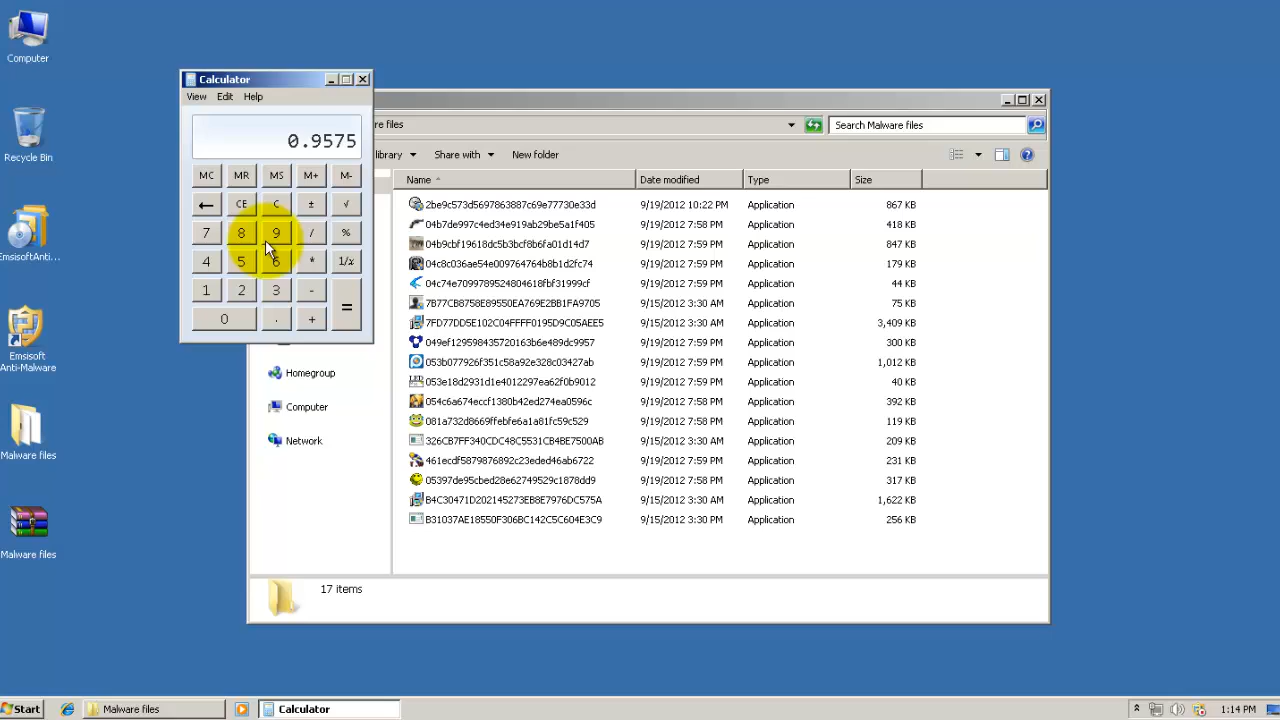 Computer
Recycle Bin
EmsisoftAnti-...
Emsisoft
Anti-Malware
Malware files
Malware files
Calculator
View Edit Help
0.9575
MC MR MS M+ M-
← CE C ± √
7 8 9 / %
4 5 6 * 1/x
1 2 3 - =
0 . +
re files
Search Malware files
library Share with New folder
Name Date modified Type Size
2be9c573d5697863887c69e77730e33d 9/19/2012 10:22 PM Application 867 KB
04b7de997c4ed34e919ab29be5a1f405 9/19/2012 7:58 PM Application 418 KB
04b9cbf19618dc5b3bf6fa01d14d7 9/19/2012 7:59 PM Application 847 KB
04c8c036ae54e009764764b8b1d2fc74 9/19/2012 7:58 PM Application 39 KB
04c74e7099789524804618fbf31999cf 9/19/2012 7:58 PM Application 44 KB
7B77CB8758E89550EA769E2BB1FA9705 9/15/2012 3:30 AM Application 75 KB
7FD77DD5E102C04FFFF0195D9C05AEE5 9/15/2012 3:30 AM Application 3,409 KB
049ef129598435720163b6e489dc9957 9/19/2012 7:59 PM Application 300 KB
053b077926f351c58a92e328c03427ab 9/19/2012 7:58 PM Application 1,012 KB
053e18d2931d1e4012297ea62f0b9012 9/19/2012 7:58 PM Application 40 KB
054c6a674eccf1380b42ed274ea0596c 9/19/2012 7:58 PM Application 392 KB
081a732d8669ffebfe6a1a81fc59c529 9/19/2012 7:58 PM Application 119 KB
326CB7FF340CDC48C5531CB4BE7500AB 9/15/2012 3:30 AM Application 209 KB
461ecdf5879876892c23eded46ab6722 9/19/2012 7:59 PM Application 231 KB
05397de95cbed28e62749529c1878dd9 9/19/2012 7:58 PM Application 317 KB
B4C30471D202145273EB8E7976DC575A 9/15/2012 3:30 AM Application 1,622 KB
B31037AE18550F306BC142C5C604E3C9 9/15/2012 3:30 PM Application 256 KB
Homegroup
Computer
Network
17 items
Start Malware files Calculator 1:14 PM